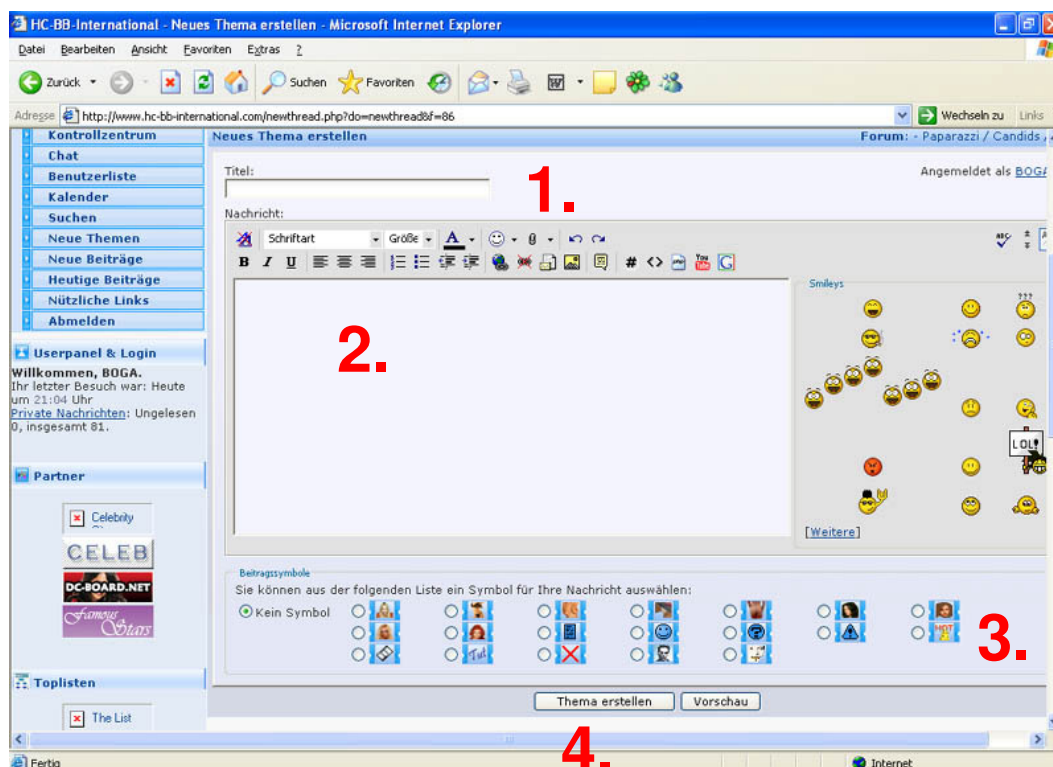 HC-BB-International - Neues Thema erstellen - Microsoft Internet Explorer
Datei Bearbeiten Ansicht Favoriten Extras ?
Zurück Suchen Favoriten
Adresse http://www.hc-bb-international.com/newthread.php?do=newthread&f=86 Wechseln zu Links
Kontrollzentrum
Chat
Benutzerliste
Kalender
Suchen
Neue Themen
Neue Beiträge
Heutige Beiträge
Nützliche Links
Abmelden
Userpanel & Login
Willkommen, BOGA.
Ihr letzter Besuch war: Heute
um 21:04 Uhr
Private Nachrichten: Ungelesen
0, insgesamt 81.
Partner
Celebrity
CELEB
DC-BOARD.NET
Famous
Stars
Toplisten
The List
Neues Thema erstellen Forum: - Paparazzi / Candids
Titel: Angemeldet als BOGA
1.
Nachricht:
Schriftart Größe A ABC
B I U # <> PHP You G
2.
Smileys
???
LOL!
[Weitere]
Beitragssymbole
Sie können aus der folgenden Liste ein Symbol für Ihre Nachricht auswählen:
Kein Symbol
HOT
Tut
3.
Thema erstellen Vorschau
4.
Fertig Internet